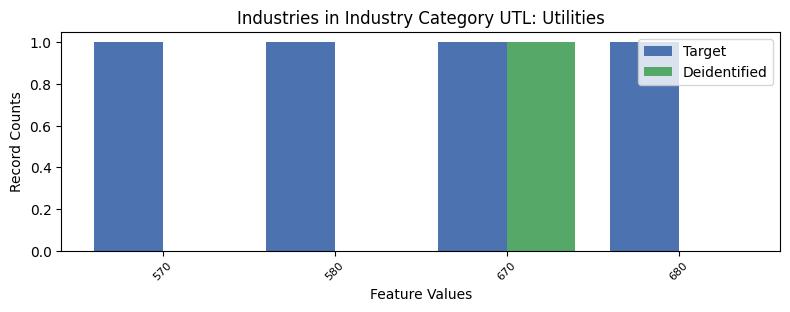 Industries in Industry Category UTL: Utilities
Target
Deidentified
Record Counts
1.0
0.8
0.6
0.4
0.2
0.0
570
580
670
680
Feature Values